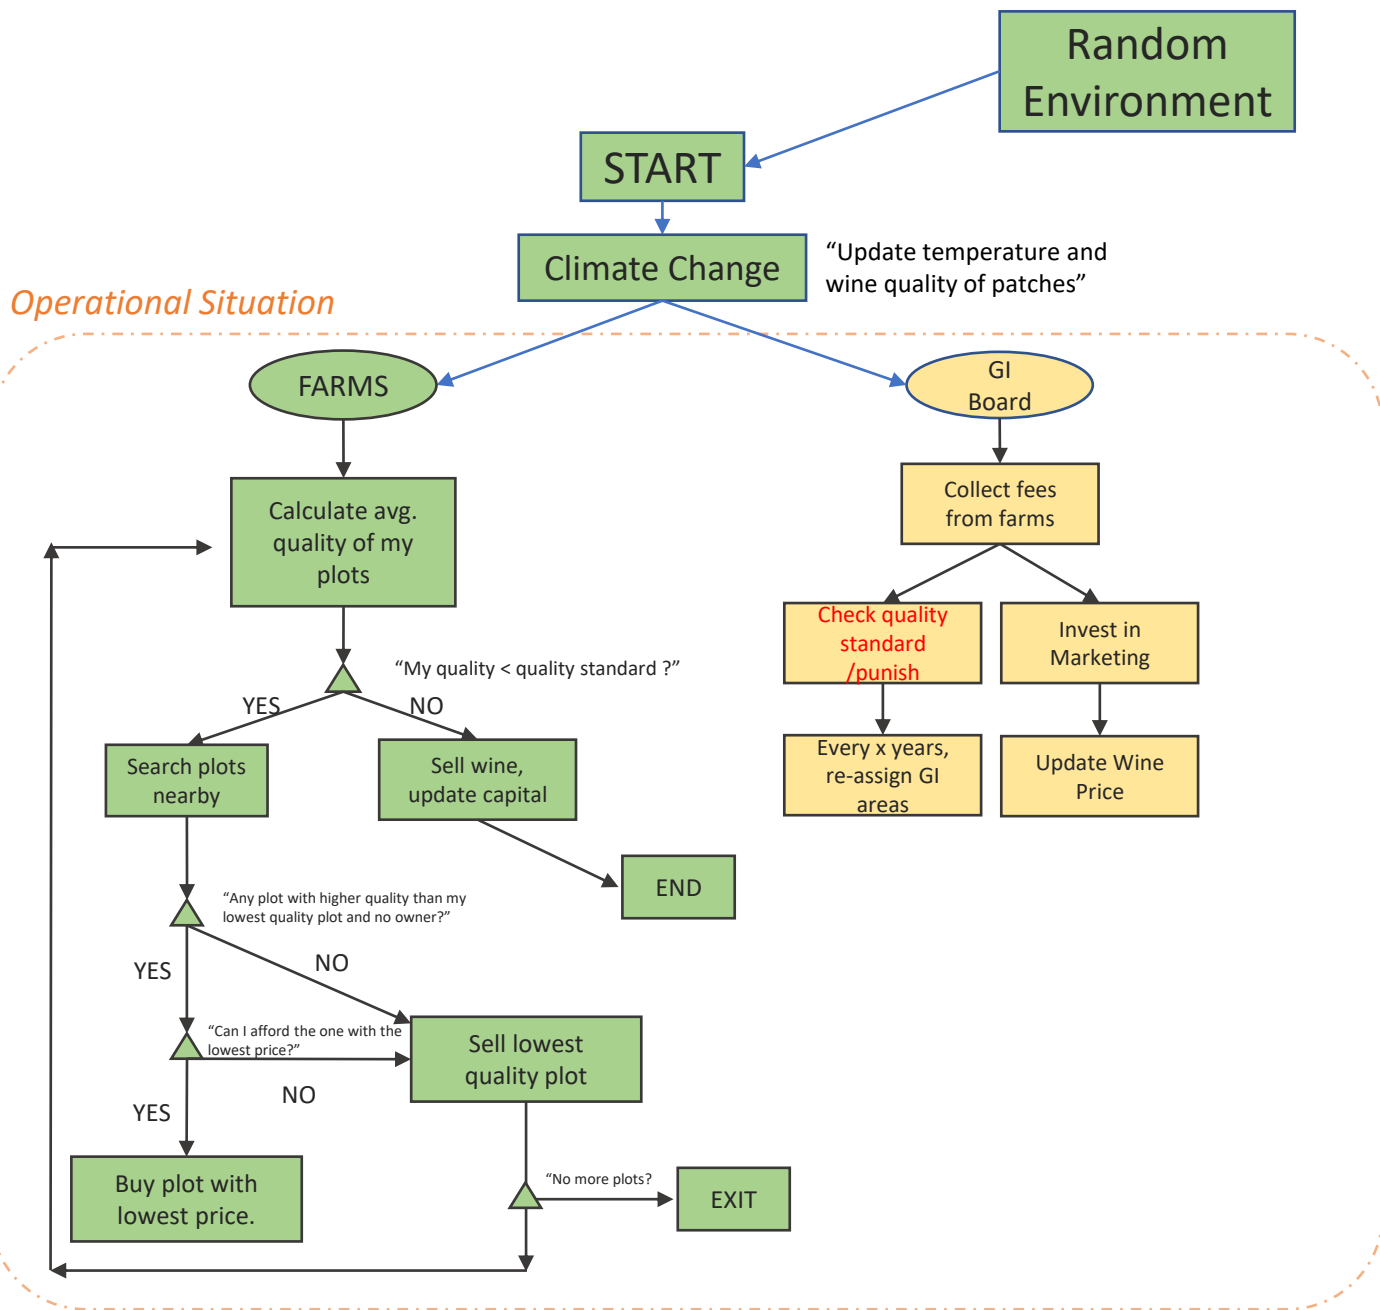 Random
Environment
START
Climate Change
“Update temperature and
wine quality of patches”
Operational Situation
FARMS
GI
Board
Calculate avg.
quality of my
plots
Collect fees
from farms
Check quality
standard
/punish
Invest in
Marketing
“My quality < quality standard ?”
YES
NO
Search plots
nearby
Sell wine,
update capital
Every x years,
re-assign GI
areas
Update Wine
Price
END
“Any plot with higher quality than my
lowest quality plot and no owner?”
YES
NO
“Can I afford the one with the
lowest price?”
Sell lowest
quality plot
YES
NO
Buy plot with
lowest price.
“No more plots?
EXIT